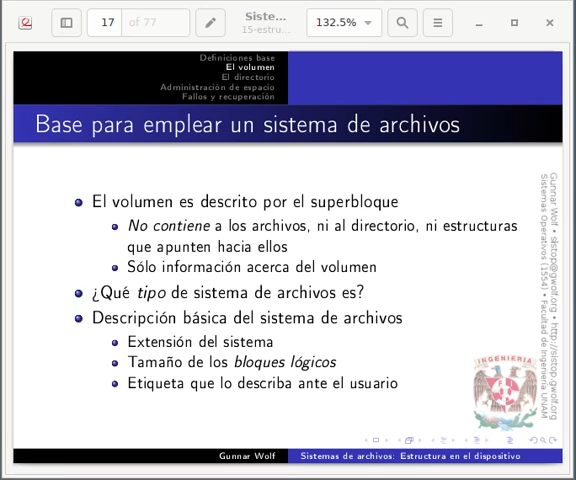 17 of 77
Siste...
15-estru...
132.5%
Definiciones base
El volumen
El directorio
Administración de espacio
Fallos y recuperación
Base para emplear un sistema de archivos
El volumen es descrito por el superbloque
No contiene a los archivos, ni al directorio, ni estructuras
que apunten hacia ellos
Sólo información acerca del volumen
¿Qué tipo de sistema de archivos es?
Descripción básica del sistema de archivos
Extensión del sistema
Tamaño de los bloques lógicos
Etiqueta que lo describa ante el usuario
Gunnar Wolf • sistop@gwolf.org • http://sistop.gwolf.org
Sistemas Operativos (1554) • Facultad de Ingeniería UNAM
INGENIERIA
Gunnar Wolf
Sistemas de archivos: Estructura en el dispositivo